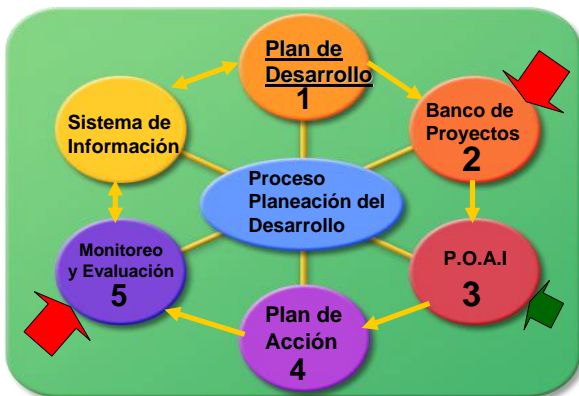 Plan de
Desarrollo
1
Banco de
Proyectos
2
P.O.A.I
3
Plan de
Acción
4
Monitoreo
y Evaluación
5
Sistema de
Información
Proceso
Planeación del
Desarrollo